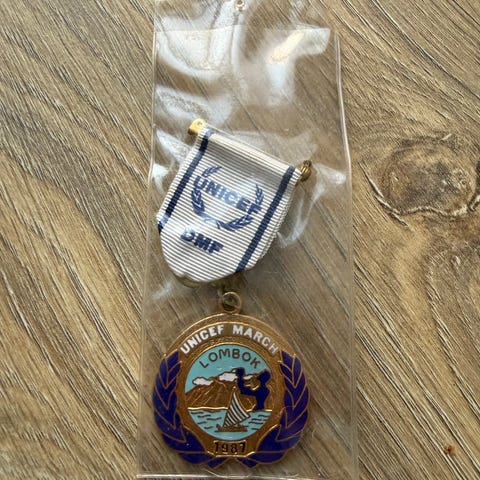 UNICEF
DMF
UNICEF MARCH
LOMBOK
1987